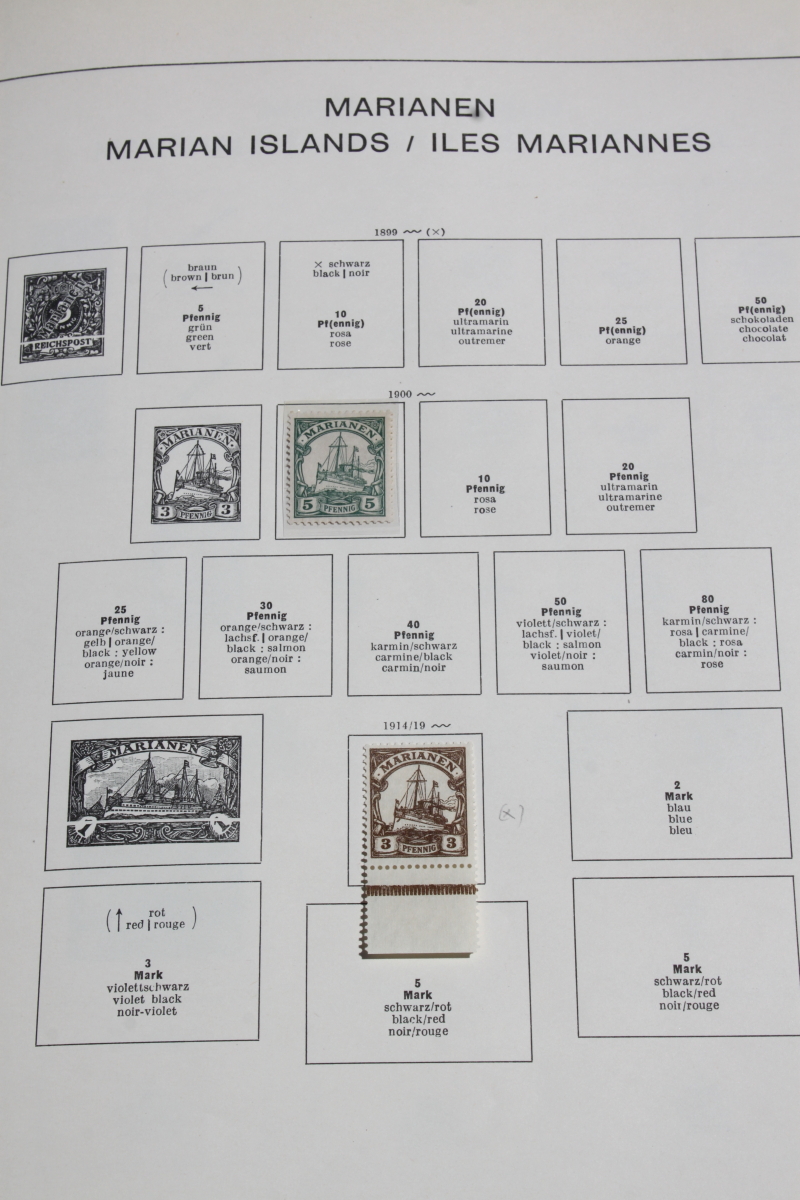 MARIANEN
MARIAN ISLANDS / ILES MARIANNES
1899 ~~ (×)
REICHSPOST
braun
( brown | brun )
←
5
Pfennig
grün
green
vert
× schwarz
black | noir
10
Pf(ennig)
rosa
rose
20
Pf(ennig)
ultramarin
ultramarine
outremer
25
Pf(ennig)
orange
50
Pf(ennig)
schokoladen
chocolate
chocolat
1900 ~~
MARIANEN
3 PFENNIG 3
MARIANEN
5 PFENNIG 5
10
Pfennig
rosa
rose
20
Pfennig
ultramarin
ultramarine
outremer
25
Pfennig
orange/schwarz :
gelb | orange/
black : yellow
orange/noir :
jaune
30
Pfennig
orange/schwarz :
lachsf. | orange/
black : salmon
orange/noir :
saumon
40
Pfennig
karmin/schwarz
carmine/black
carmin/noir
50
Pfennig
violett/schwarz :
lachsf. | violet/
black : salmon
violet/noir :
saumon
80
Pfennig
karmin/schwarz :
rosa | carmine/
black : rosa
carmin/noir :
rose
MARIANEN
1914/19 ~~
MARIANEN
3 PFENNIG 3
(×)
2
Mark
blau
blue
bleu
( ↑ rot )
red | rouge
3
Mark
violettschwarz
violet black
noir-violet
5
Mark
schwarz/rot
black/red
noir/rouge
5
Mark
schwarz/rot
black/red
noir/rouge